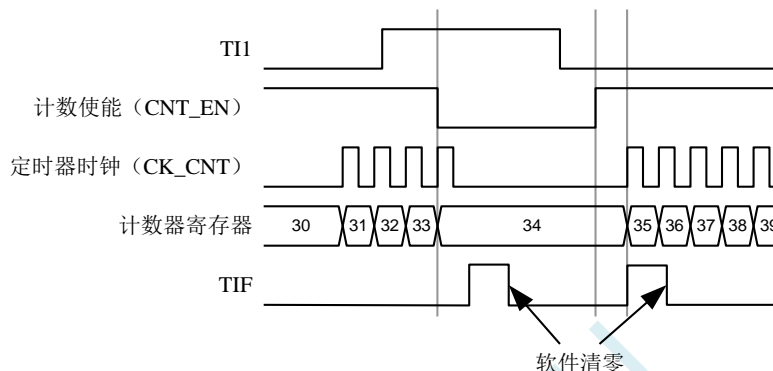 TI1
计数使能（CNT_EN）
定时器时钟（CK_CNT）
计数器寄存器 30 31 32 33 34 35 36 37 38 39
TIF
软件清零